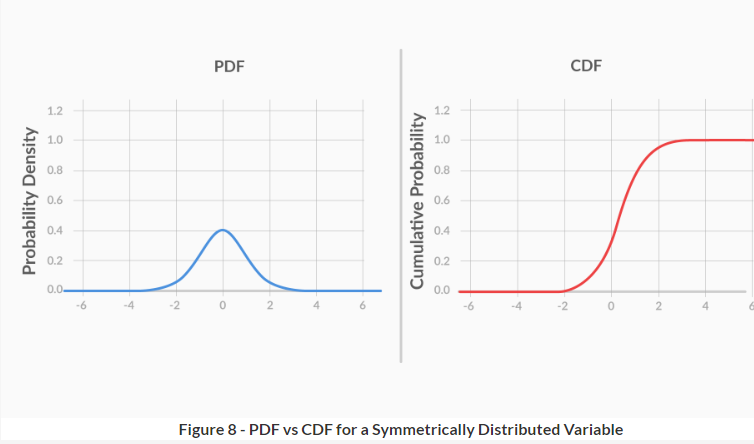 PDF
Probability Density
1.2
1.0
0.8
0.6
0.4
0.2
0.0
-6 -4 -2 0 2 4 6
CDF
Cumulative Probability
1.2
1.0
0.8
0.6
0.4
0.2
0.0
-6 -4 -2 0 2 4 6
Figure 8 - PDF vs CDF for a Symmetrically Distributed Variable